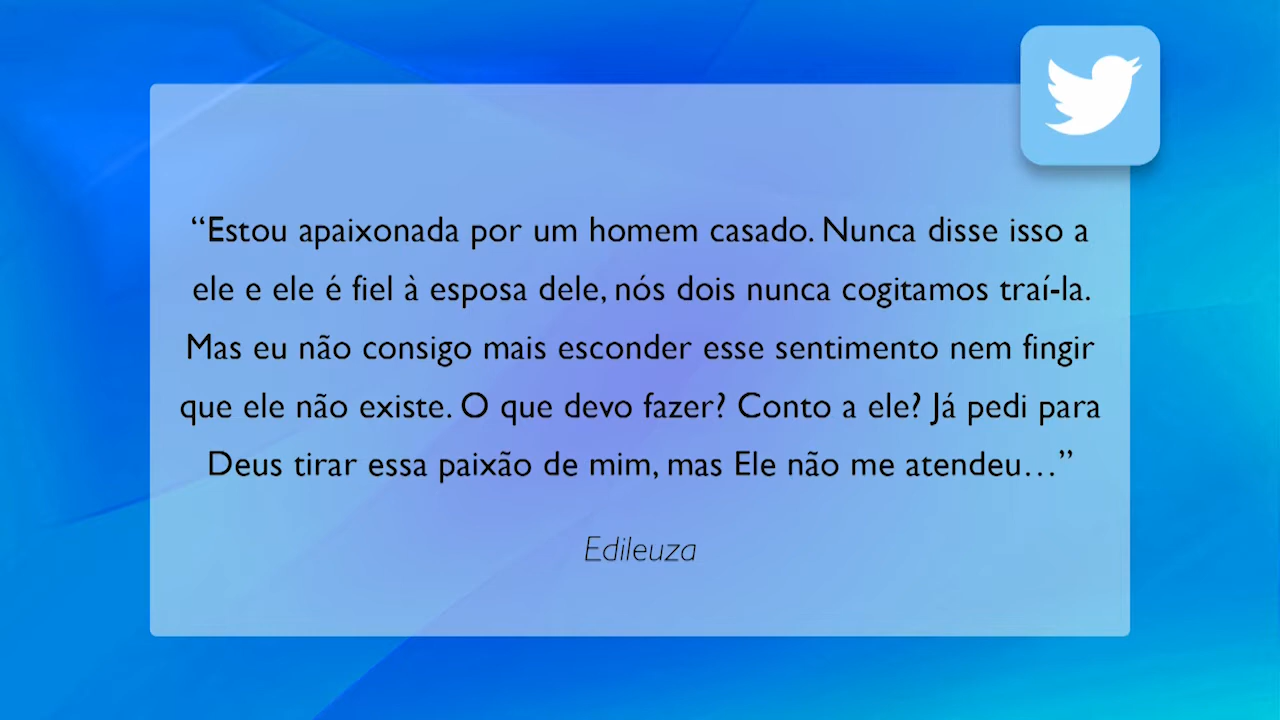 “Estou apaixonada por um homem casado. Nunca disse isso a
ele e ele é fiel à esposa dele, nós dois nunca cogitamos traí-la.
Mas eu não consigo mais esconder esse sentimento nem fingir
que ele não existe. O que devo fazer? Conto a ele? Já pedi para
Deus tirar essa paixão de mim, mas Ele não me atendeu…”
Edileuza